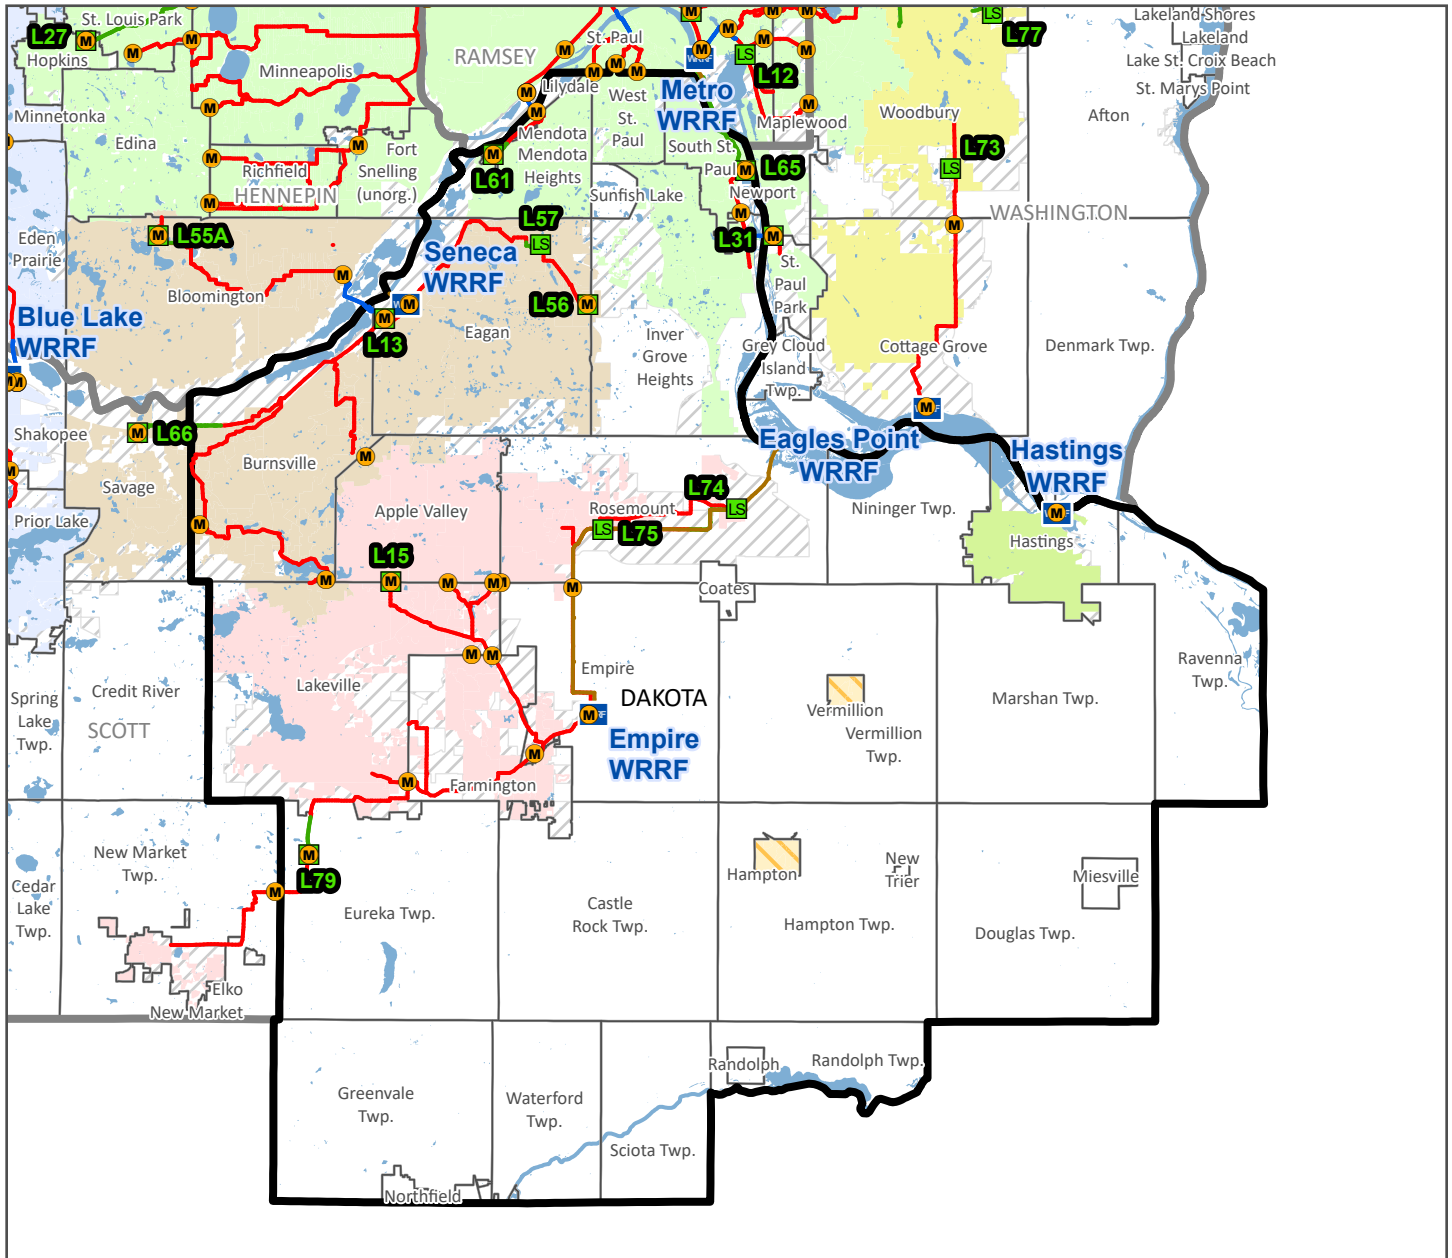 St. Louis Park
L27
M
Hopkins
M
M
Minneapolis
RAMSEY
M
St. Paul
M
M
M
M
M
M
M
LS
L12
M
M
M
LS
L77
Lakeland Shores
Lakeland
Lake St. Croix Beach
St. Marys Point
Minnetonka
Edina
M
M
M
Richfield
HENNEPIN
M
Fort
Snelling
(unorg.)
Lilydale
M
M
West
St.
Paul
Metro
WRRF
Mendota
Mendota
Heights
M
L61
South St.
Paul
M
L65
Newport
Maplewood
M
Woodbury
LS
L73
Afton
Sunfish Lake
M
L31
M
WASHINGTON
M
Eden
Prairie
M
L55A
Bloomington
M
L57
LS
Seneca
WRRF
M
M
L13
L56
M
Eagan
St.
Paul
Park
Blue Lake
WRRF
M
M
Inver
Grove
Heights
Grey Cloud
Island
Twp.
Cottage Grove
Denmark Twp.
M
Shakopee
M
L66
Burnsville
M
M
Savage
M
Prior Lake
Eagles Point
WRRF
Hastings
WRRF
M
Hastings
Nininger Twp.
Apple Valley
L74
LS
Rosemount
LS
L75
L15
M
M
M
M
M
M
Coates
Spring
Lake
Twp.
Credit River
SCOTT
Lakeville
M
M
Empire
DAKOTA
M
Empire
WRRF
M
M
Farmington
Vermillion
Vermillion
Twp.
Marshan Twp.
Ravenna
Twp.
New Market
Twp.
M
L79
M
Cedar
Lake
Twp.
Eureka Twp.
Castle
Rock Twp.
Hampton
New
Trier
Hampton Twp.
Miesville
Douglas Twp.
Elko
New Market
Greenvale
Twp.
Waterford
Twp.
Sciota Twp.
Randolph
Randolph Twp.
Northfield